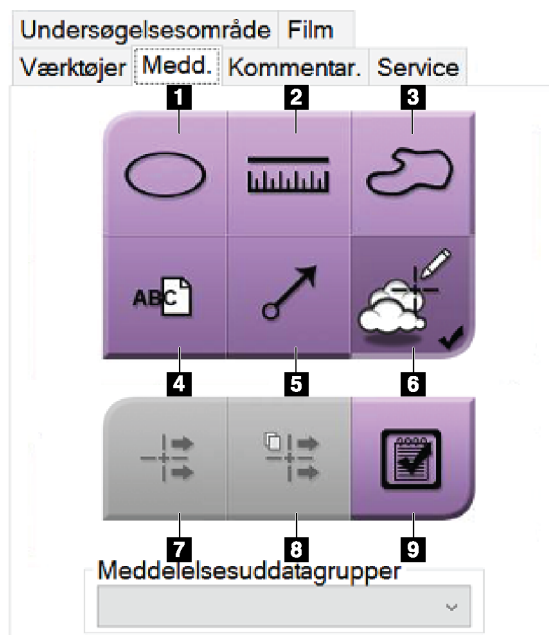 Undersøgelsesområde Film
Værktøjer Medd. Kommentar. Service
1 2 3
ABC
4 5 6
7 8 9
Meddelelsesuddatagrupper